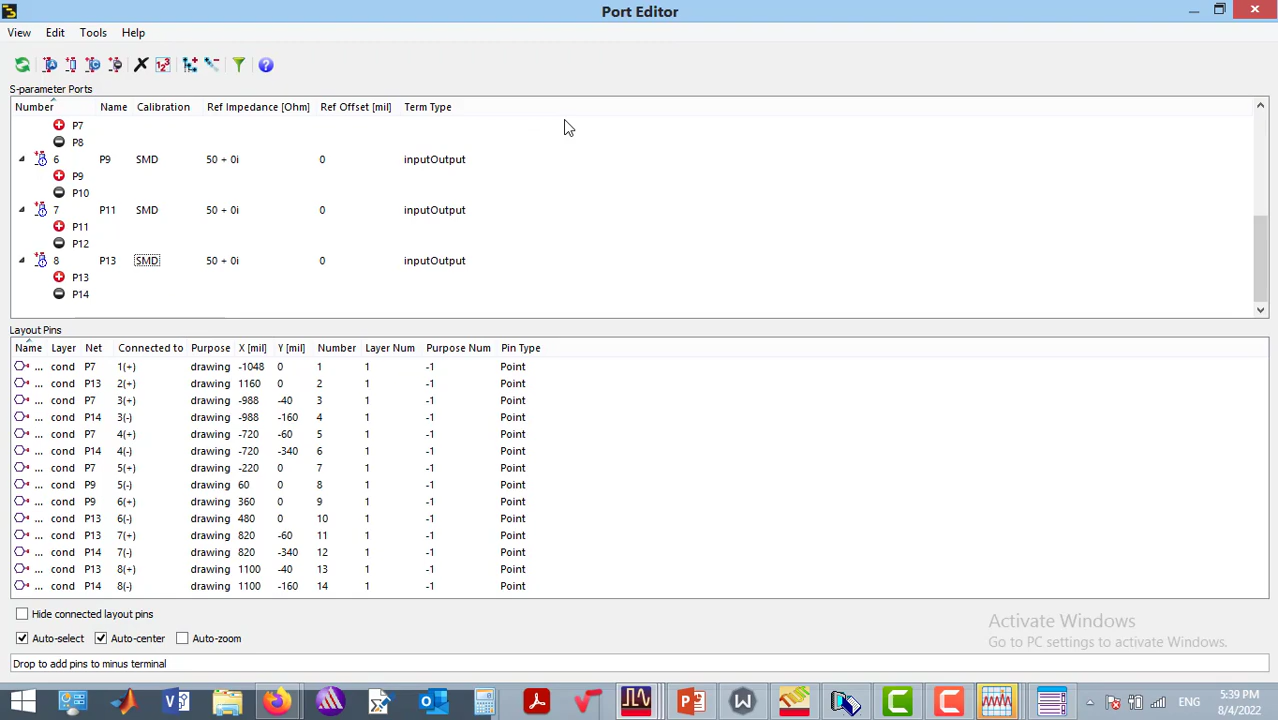 Port Editor
View Edit Tools Help
S-parameter Ports
Number Name Calibration Ref Impedance [Ohm] Ref Offset [mil] Term Type
P7
P8
6 P9 SMD 50 + 0i 0 inputOutput
P9
P10
7 P11 SMD 50 + 0i 0 inputOutput
P11
P12
8 P13 SMD 50 + 0i 0 inputOutput
P13
P14
Layout Pins
Name Layer Net Connected to Purpose X [mil] Y [mil] Number Layer Num Purpose Num Pin Type
... cond P7 1(+) drawing -1048 0 1 1 -1 Point
... cond P13 2(+) drawing 1160 0 2 1 -1 Point
... cond P7 3(+) drawing -988 -40 3 1 -1 Point
... cond P14 3(-) drawing -988 -160 4 1 -1 Point
... cond P7 4(+) drawing -720 -60 5 1 -1 Point
... cond P14 4(-) drawing -720 -340 6 1 -1 Point
... cond P7 5(+) drawing -220 0 7 1 -1 Point
... cond P9 5(-) drawing 60 0 8 1 -1 Point
... cond P9 6(+) drawing 360 0 9 1 -1 Point
... cond P13 6(-) drawing 480 0 10 1 -1 Point
... cond P13 7(+) drawing 820 -60 11 1 -1 Point
... cond P14 7(-) drawing 820 -340 12 1 -1 Point
... cond P13 8(+) drawing 1100 -40 13 1 -1 Point
... cond P14 8(-) drawing 1100 -160 14 1 -1 Point
Hide connected layout pins
Activate Windows
Auto-select Auto-center Auto-zoom
Go to PC settings to activate Windows.
Drop to add pins to minus terminal
ENG
5:39 PM
8/4/2022